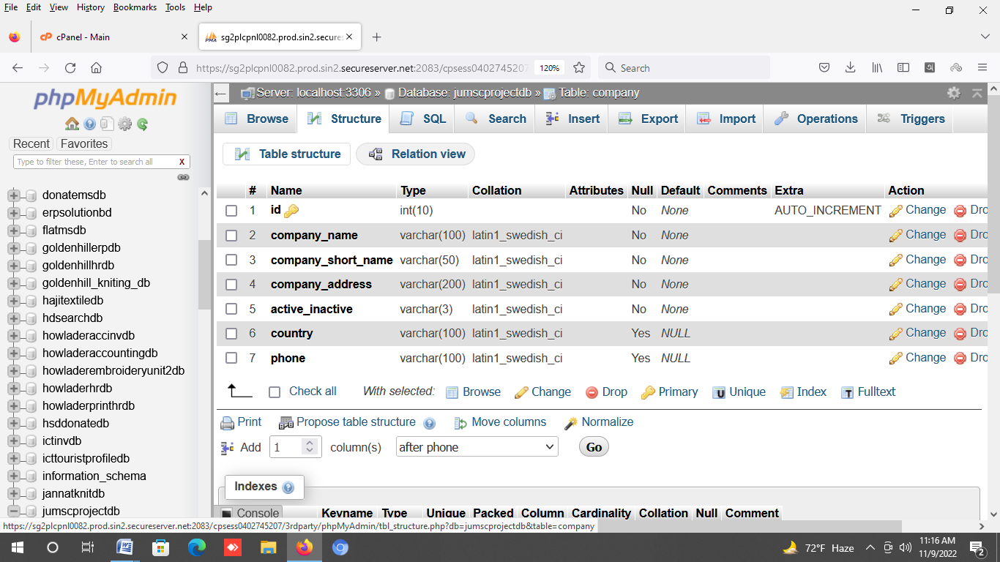 File Edit View History Bookmarks Tools Help
cPanel - Main
sg2plcpnl0082.prod.sin2.secures
https://sg2plcpnl0082.prod.sin2.secureserver.net:2083/cpsess0402745207 120% Search
phpMyAdmin
Recent Favorites
Type to filter these, Enter to search all X
donatemsdb
erpsolutionbd
flatmsdb
goldenhillerpdb
goldenhillhrdb
goldenhill_kniting_db
hajitextiledb
hdsearchdb
howladeraccinvdb
howladeraccountingdb
howladerembroideryunit2db
howladerhrdb
howladerprinthrdb
hsddonatedb
ictinvdb
icttouristprofiledb
information_schema
jannatknitdb
jumscprojectdb
Server: localhost:3306 » Database: jumscprojectdb » Table: company
Browse Structure SQL Search Insert Export Import Operations Triggers
Table structure Relation view
# Name Type Collation Attributes Null Default Comments Extra Action
1 id int(10) No None AUTO_INCREMENT Change Dro
2 company_name varchar(100) latin1_swedish_ci No None Change Dro
3 company_short_name varchar(50) latin1_swedish_ci No None Change Dro
4 company_address varchar(200) latin1_swedish_ci No None Change Dro
5 active_inactive varchar(3) latin1_swedish_ci No None Change Dro
6 country varchar(100) latin1_swedish_ci Yes NULL Change Dro
7 phone varchar(100) latin1_swedish_ci Yes NULL Change Dro
Check all With selected: Browse Change Drop Primary Unique Index Fulltext
Print Propose table structure Move columns Normalize
Add 1 column(s) after phone Go
Indexes
Console Keyname Type Unique Packed Column Cardinality Collation Null Comment
https://sg2plcpnl0082.prod.sin2.secureserver.net:2083/cpsess0402745207/3rdparty/phpMyAdmin/tbl_structure.php?db=jumscprojectdb&table=company
72°F Haze
11:16 AM
11/9/2022
2